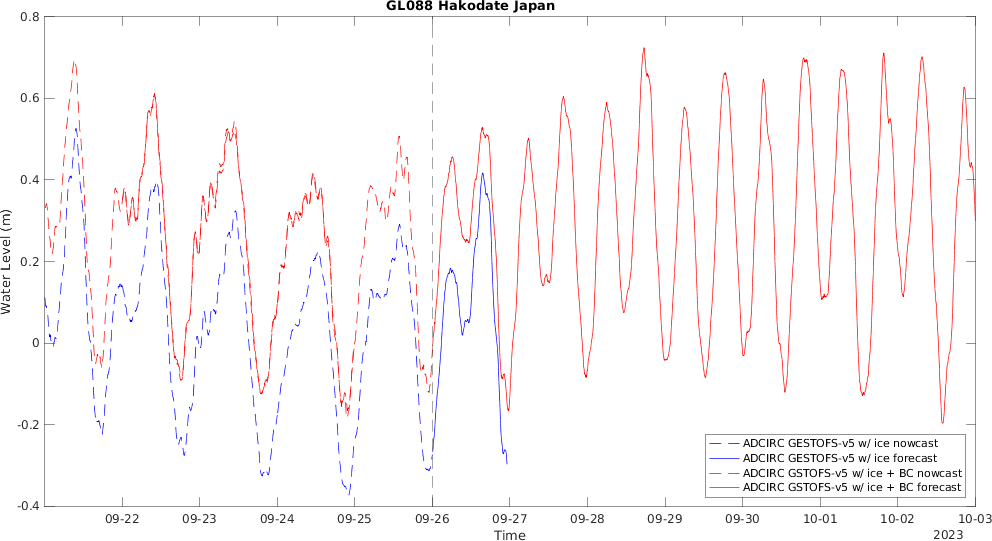 GL088 Hakodate Japan
0.8
0.6
0.4
0.2
0
-0.2
-0.4
Water Level (m)
ADCIRC GESTOFS-v5 w/ ice nowcast
ADCIRC GESTOFS-v5 w/ ice forecast
ADCIRC GSTOFS-v5 w/ ice + BC nowcast
ADCIRC GSTOFS-v5 w/ ice + BC forecast
09-22 09-23 09-24 09-25 09-26 09-27 09-28 09-29 09-30 10-01 10-02 10-03
Time
2023